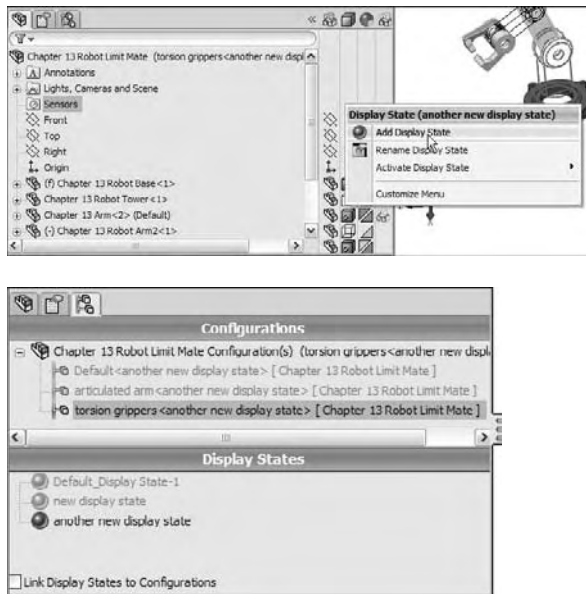 Chapter 13 Robot Limit Mate (torsion grippers<another new displ
Annotations
Lights, Cameras and Scene
Sensors
Front
Top
Right
Origin
(f) Chapter 13 Robot Base<1>
Chapter 13 Robot Tower<1>
Chapter 13 Arm<2> (Default)
(-) Chapter 13 Robot Arm2<1>
Display State (another new display state)
Add Display State
Rename Display State
Activate Display State
Customize Menu
Configurations
Chapter 13 Robot Limit Mate Configuration(s) (torsion grippers<another new displ
Default<another new display state> [ Chapter 13 Robot Limit Mate ]
articulated arm<another new display state> [ Chapter 13 Robot Limit Mate ]
torsion grippers<another new display state> [ Chapter 13 Robot Limit Mate ]
Display States
Default_Display State-1
new display state
another new display state
Link Display States to Configurations